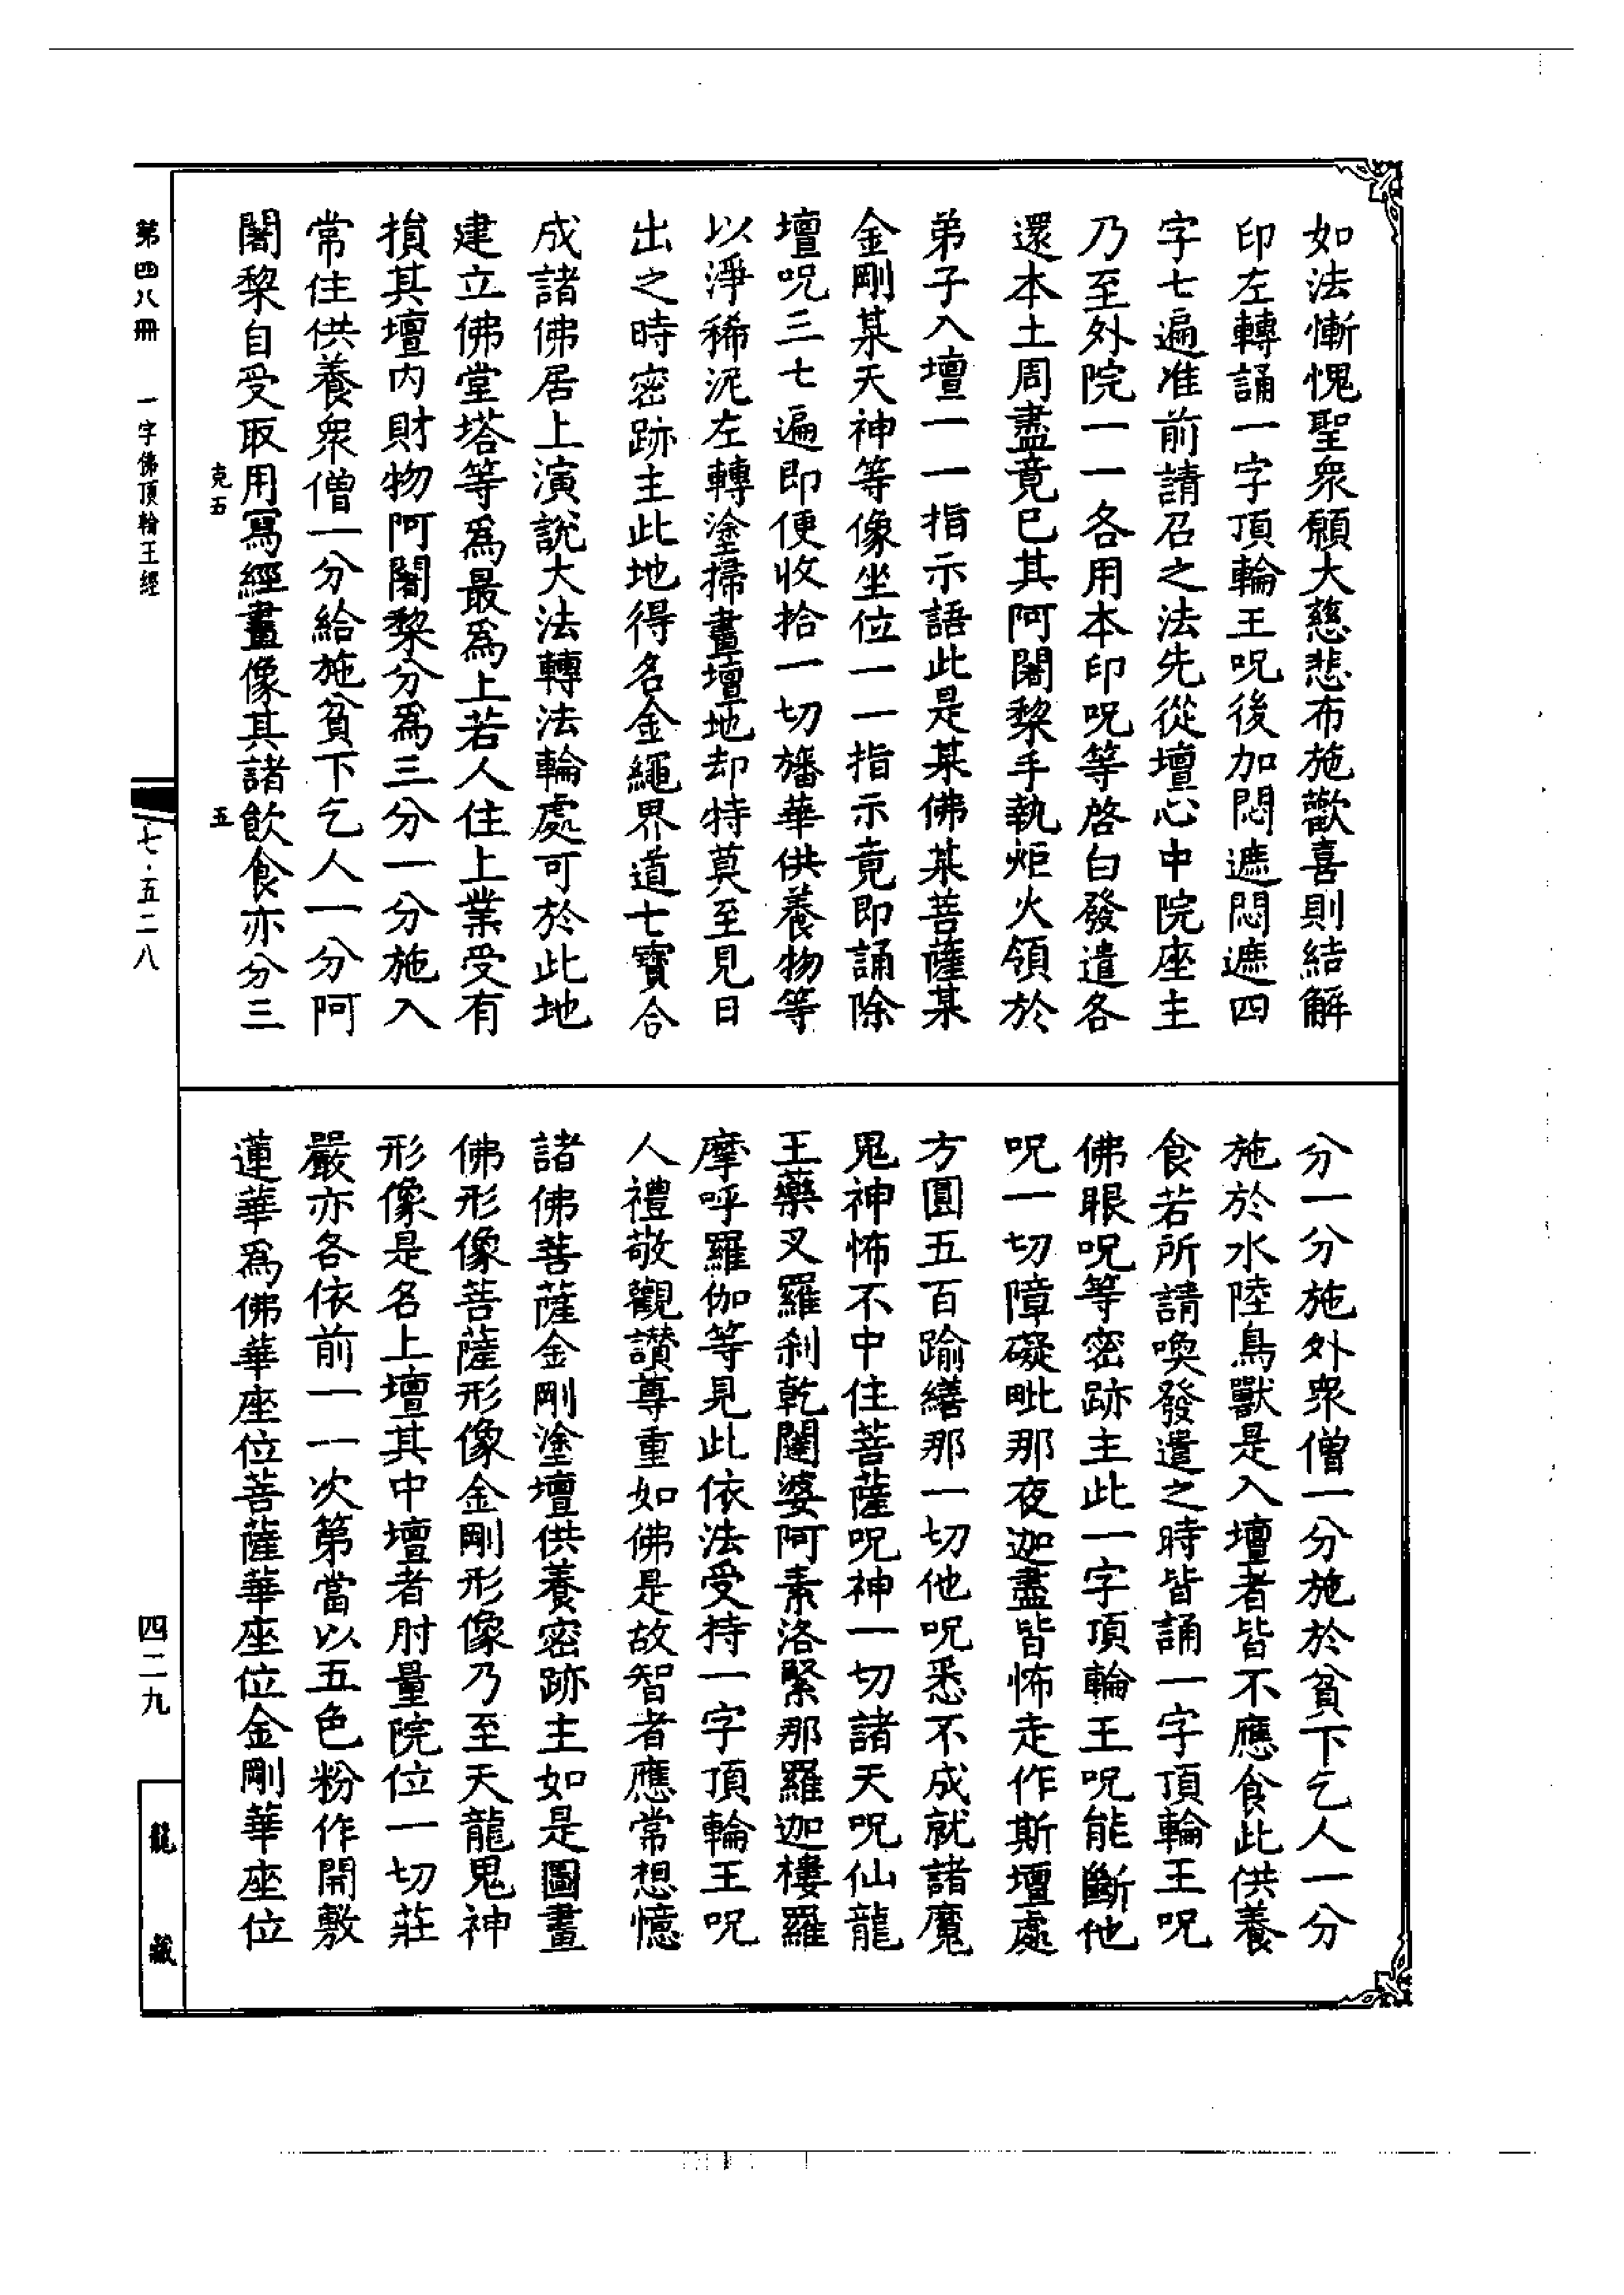 如法慚愧聖眾願大慈悲布施歡喜則結解
印左轉誦一字頂輪王呪後加悶遮悶遮四
字七遍准前請召之法先從壇心中院座主
乃至外院一一各用本印呪等啓白發遣各
還本土周盡竟已其阿闍黎手執炬火領於
弟子入壇一一指示語此是某佛某菩薩某
金剛某天神等像坐位一一指示竟即誦除
壇呪三七遍即便收拾一切旛華供養物等
以淨稀泥左轉塗掃畫壇地却特莫至見日
出之時密跡主此地得名金繩界道七寶合
成諸佛居上演說大法轉法輪處可於此地
建立佛堂塔等爲最爲上若人住上業受有
損其壇內財物阿闍黎分爲三分一分施入
常住供養眾僧一分給施貧下乞人一分阿
闍黎自受取用寫經畫像其諸飲食亦分三
克五
五
分一分施外眾僧一分施於貧下乞人一分
施於水陸鳥獸是入壇者皆不應食此供養
食若所請喚發遣之時皆誦一字頂輪王呪
佛眼呪等密跡主此一字頂輪王呪能斷他
呪一切障礙毗那夜迦盡皆怖走作斯壇處
方圓五百踰繕那一切他呪悉不成就諸魔
鬼神怖不中住菩薩呪神一切諸天呪仙龍
王藥叉羅刹乾闥婆阿素洛緊那羅迦樓羅
摩呼羅伽等見此依法受持一字頂輪王呪
人禮敬觀讚尊重如佛是故智者應常想憶
諸佛菩薩金剛塗壇供養密跡主如是圖畫
佛形像菩薩形像金剛形像乃至天龍鬼神
形像是名上壇其中壇者肘量院位一切莊
嚴亦各依前一一次第當以五色粉作開敷
蓮華爲佛華座位菩薩華座位金剛華座位
第四八冊 一字佛頂輪王經
七·五二八
四二九
龍藏